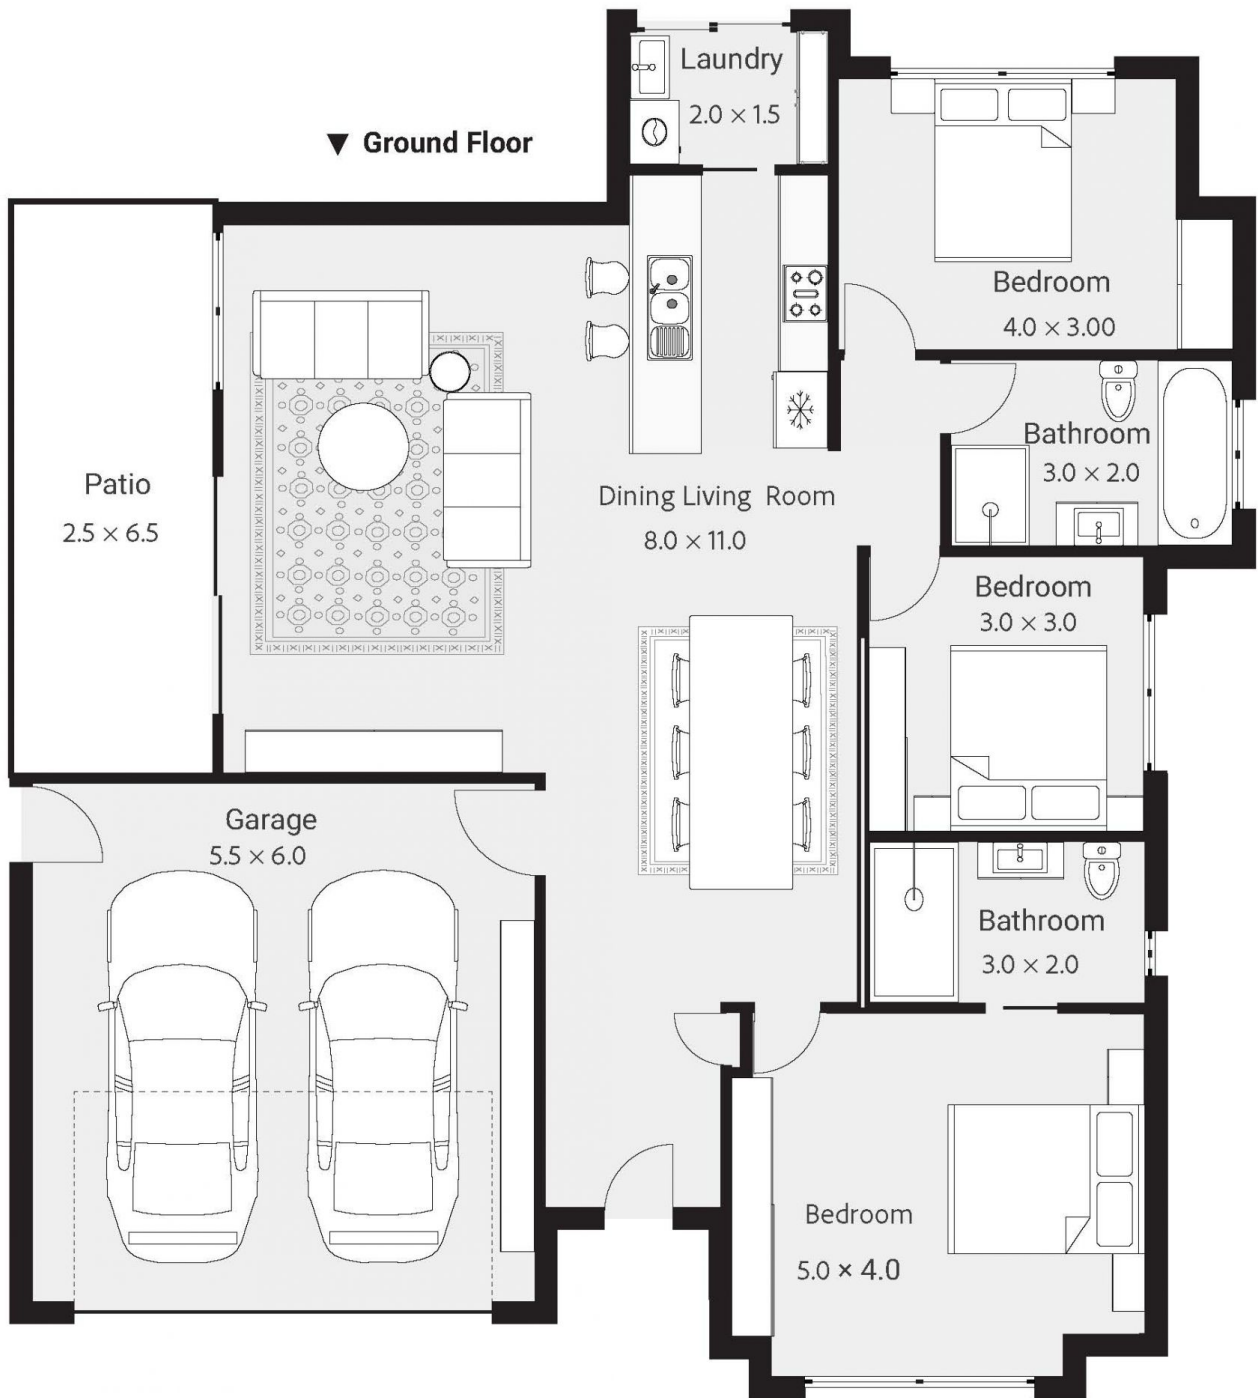 ▼ Ground Floor
Laundry
2.0 × 1.5
Bedroom
4.0 × 3.00
Bathroom
3.0 × 2.0
Patio
2.5 × 6.5
Dining Living Room
8.0 × 11.0
Bedroom
3.0 × 3.0
Garage
5.5 × 6.0
Bathroom
3.0 × 2.0
Bedroom
5.0 × 4.0